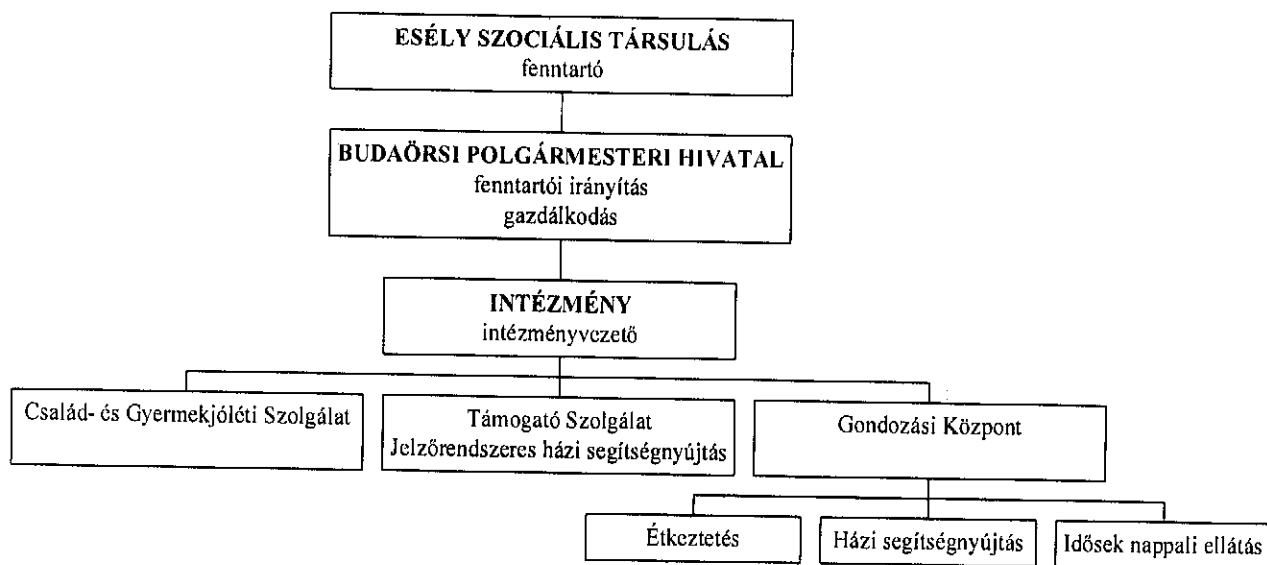 ESÉLY SZOCIÁLIS TÁRSULÁS
fenntartó
BUDAÖRSI POLGÁRMESTERI HIVATAL
fenntartói irányítás
gazdálkodás
INTÉZMÉNY
intézményvezető
Család- és Gyermekjóléti Szolgálat
Támogató Szolgálat
Jelzőrendszeres házi segítségnyújtás
Gondozási Központ
Étkeztetés
Házi segítségnyújtás
Idősek nappali ellátás